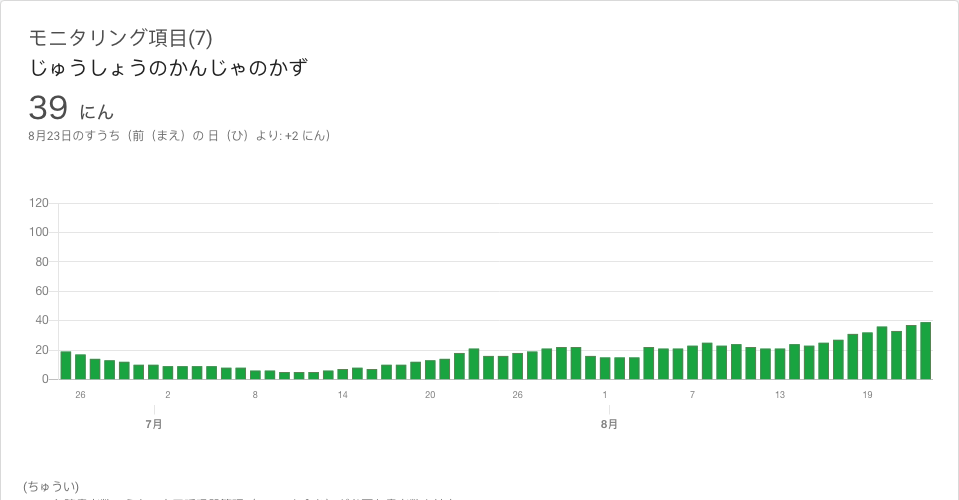 モニタリング項目(7)
じゅうしょうのかんじゃのかず
39 にん
8月23日のすうち（前（まえ）の 日（ひ）より: +2 にん）
120
100
80
60
40
20
0
26 2 8 14 20 26 1 7 13 19
7月 8月
(ちゅうい)